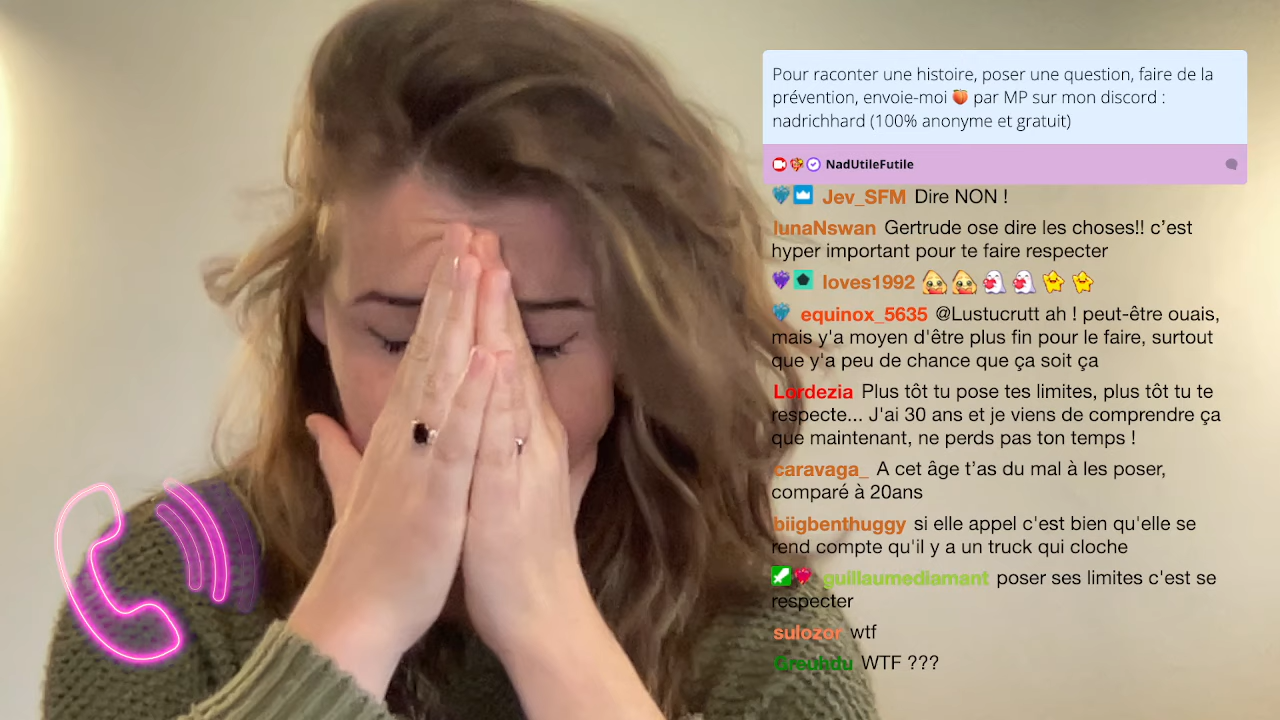 Pour raconter une histoire, poser une question, faire de la
prévention, envoie-moi 🍑 par MP sur mon discord :
nadrichhard (100% anonyme et gratuit)
NadUtileFutile
Jev_SFM Dire NON !
lunaNswan Gertrude ose dire les choses!! c’est
hyper important pour te faire respecter
loves1992
equinox_5635 @Lustucrutt ah ! peut-être ouais,
mais y'a moyen d'être plus fin pour le faire, surtout
que y'a peu de chance que ça soit ça
Lordezia Plus tôt tu pose tes limites, plus tôt tu te
respecte... J'ai 30 ans et je viens de comprendre ça
que maintenant, ne perds pas ton temps !
caravaga_ A cet âge t’as du mal à les poser,
comparé à 20ans
biigbenthuggy si elle appel c'est bien qu'elle se
rend compte qu'il y a un truck qui cloche
guillaumediamant poser ses limites c'est se
respecter
sulozor wtf
Greuhdu WTF ???